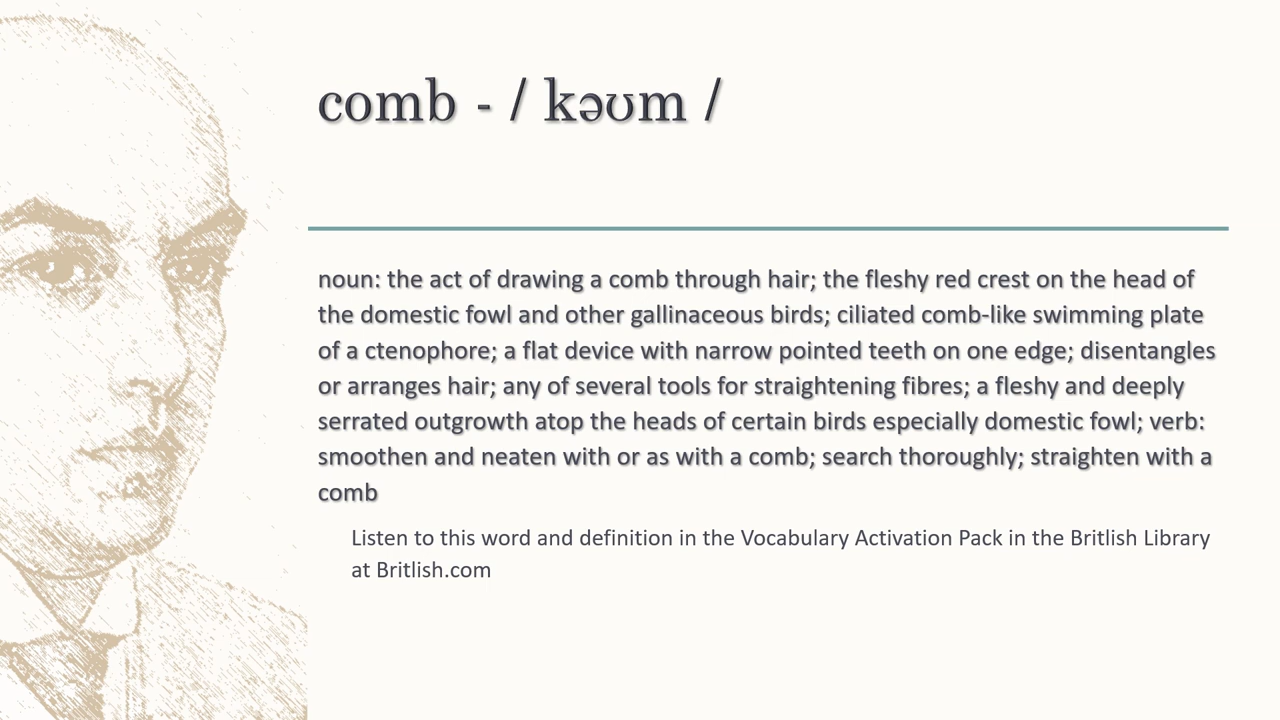 comb - / kəʊm /
noun: the act of drawing a comb through hair; the fleshy red crest on the head of
the domestic fowl and other gallinaceous birds; ciliated comb-like swimming plate
of a ctenophore; a flat device with narrow pointed teeth on one edge; disentangles
or arranges hair; any of several tools for straightening fibres; a fleshy and deeply
serrated outgrowth atop the heads of certain birds especially domestic fowl; verb:
smoothen and neaten with or as with a comb; search thoroughly; straighten with a
comb
Listen to this word and definition in the Vocabulary Activation Pack in the Britlish Library
at Britlish.com